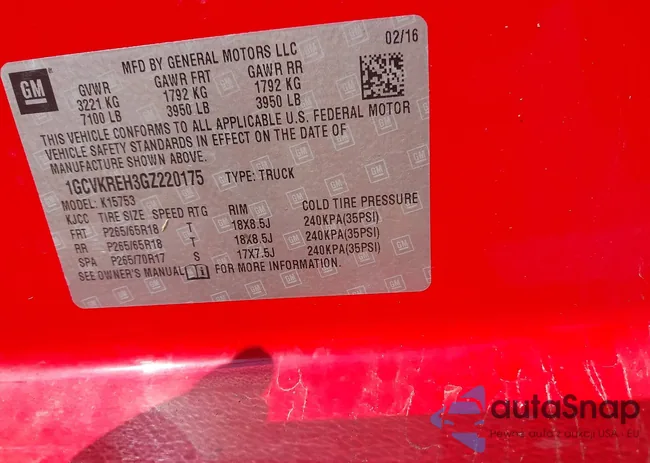 MFD BY GENERAL MOTORS LLC 02/16
GM
GVWR GAWR FRT GAWR RR
3221 KG 1792 KG 1792 KG
7100 LB 3950 LB 3950 LB
THIS VEHICLE CONFORMS TO ALL APPLICABLE U.S. FEDERAL MOTOR
VEHICLE SAFETY STANDARDS IN EFFECT ON THE DATE OF
MANUFACTURE SHOWN ABOVE.
1GCVKREH3GZ220175 TYPE: TRUCK
MODEL: K15753
KJCC TIRE SIZE SPEED RTG RIM COLD TIRE PRESSURE
FRT P265/65R18 T 18X8.5J 240KPA(35PSI)
RR P265/65R18 T 18X8.5J 240KPA(35PSI)
SPA P265/70R17 S 17X7.5J 240KPA(35PSI)
SEE OWNER'S MANUAL FOR MORE INFORMATION.
autaSnap